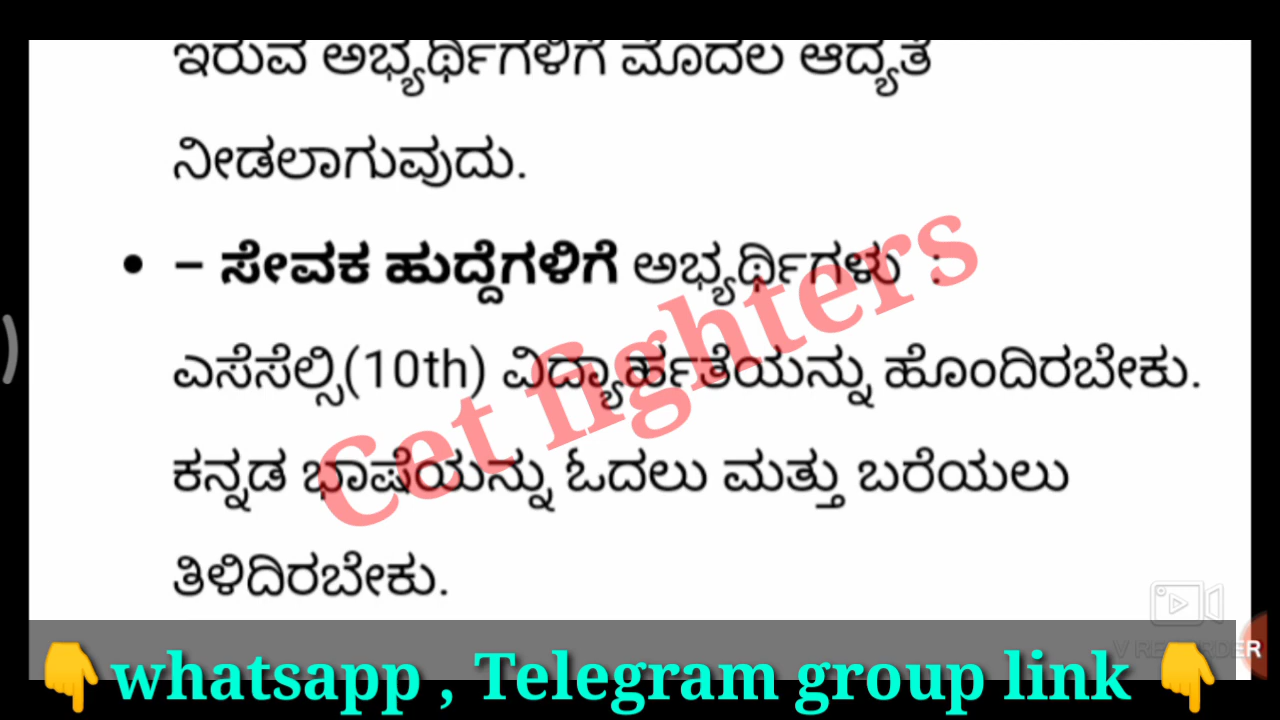 ಇರುವ ಅಭ್ಯರ್ಥಿಗಳಿಗೆ ಮೊದಲ ಆದ್ಯತೆ
ನೀಡಲಾಗುವುದು.
• – ಸೇವಕ ಹುದ್ದೆಗಳಿಗೆ ಅಭ್ಯರ್ಥಿಗಳು :
ಎಸೆಸೆಲ್ಸಿ(10th) ವಿದ್ಯಾರ್ಹತೆಯನ್ನು ಹೊಂದಿರಬೇಕು.
ಕನ್ನಡ ಭಾಷೆಯನ್ನು ಓದಲು ಮತ್ತು ಬರೆಯಲು
ತಿಳಿದಿರಬೇಕು.
Cet fighters
V RECORDER
👇whatsapp , Telegram group link 👇